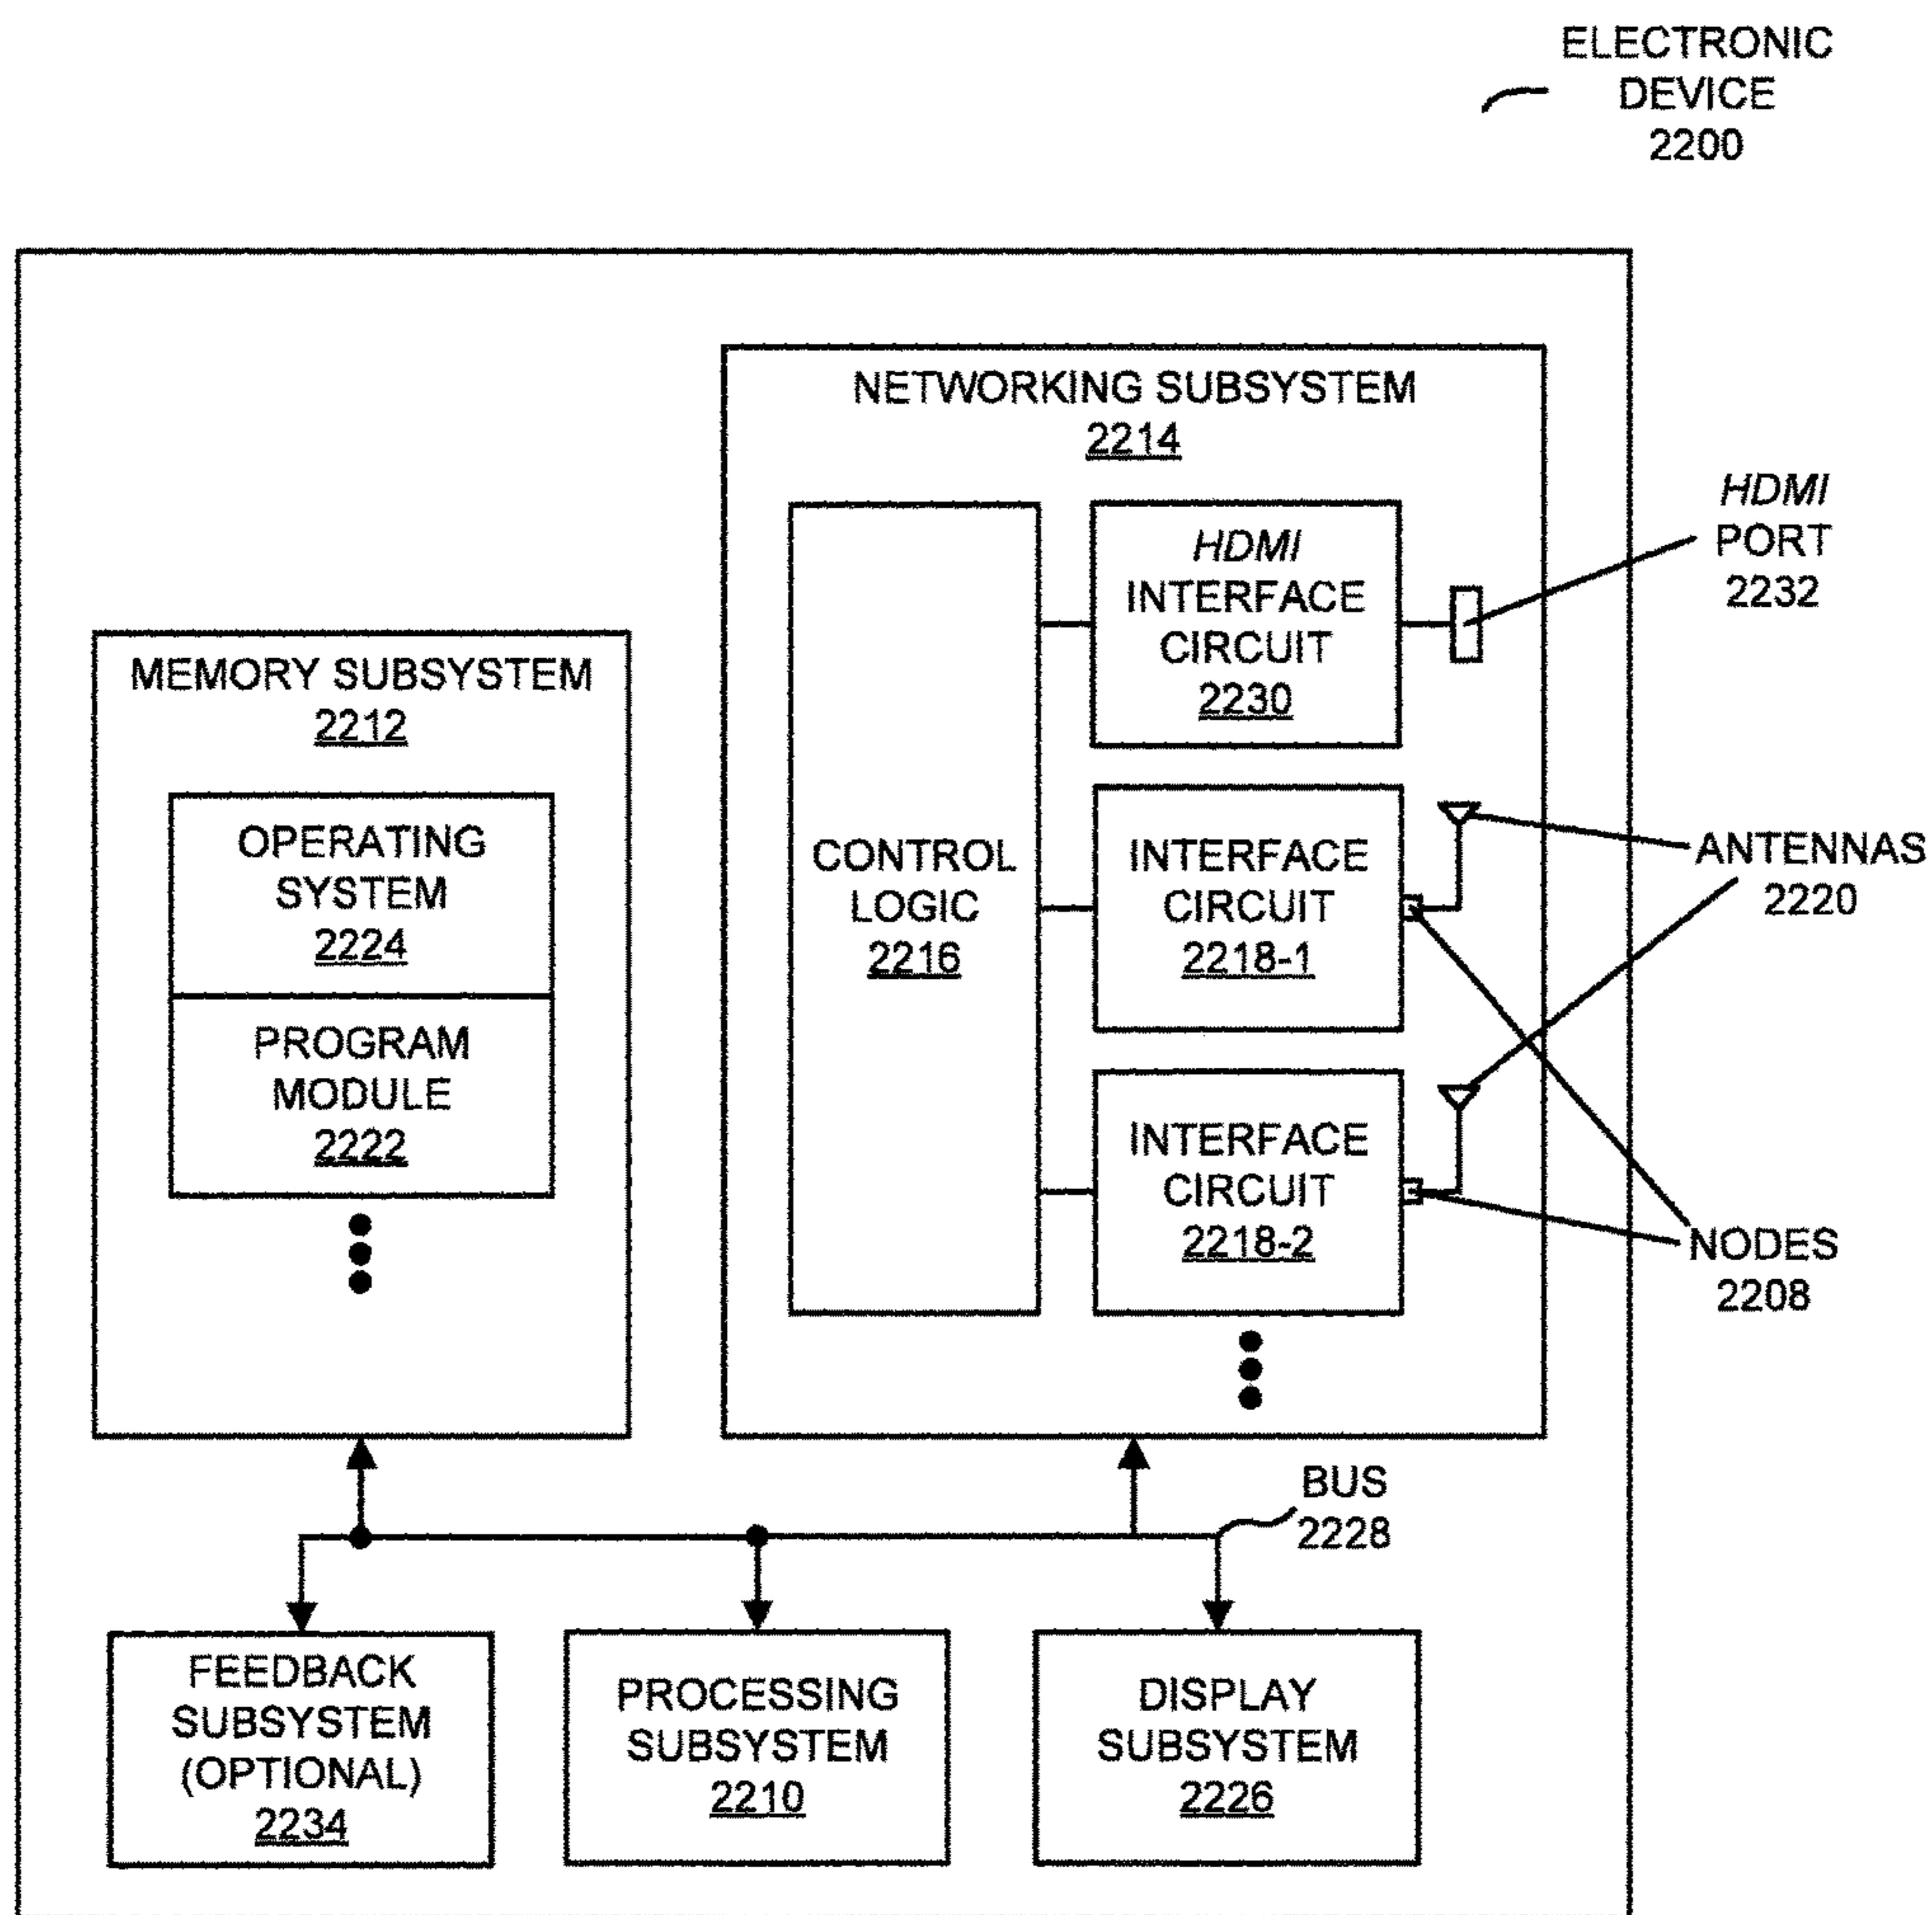 ELECTRONIC
DEVICE
2200
NETWORKING SUBSYSTEM
2214
HDMI
INTERFACE
CIRCUIT
2230
HDMI
PORT
2232
MEMORY SUBSYSTEM
2212
OPERATING
SYSTEM
2224
PROGRAM
MODULE
2222
CONTROL
LOGIC
2216
INTERFACE
CIRCUIT
2218-1
ANTENNAS
2220
INTERFACE
CIRCUIT
2218-2
NODES
2208
BUS
2228
FEEDBACK
SUBSYSTEM
(OPTIONAL)
2234
PROCESSING
SUBSYSTEM
2210
DISPLAY
SUBSYSTEM
2226